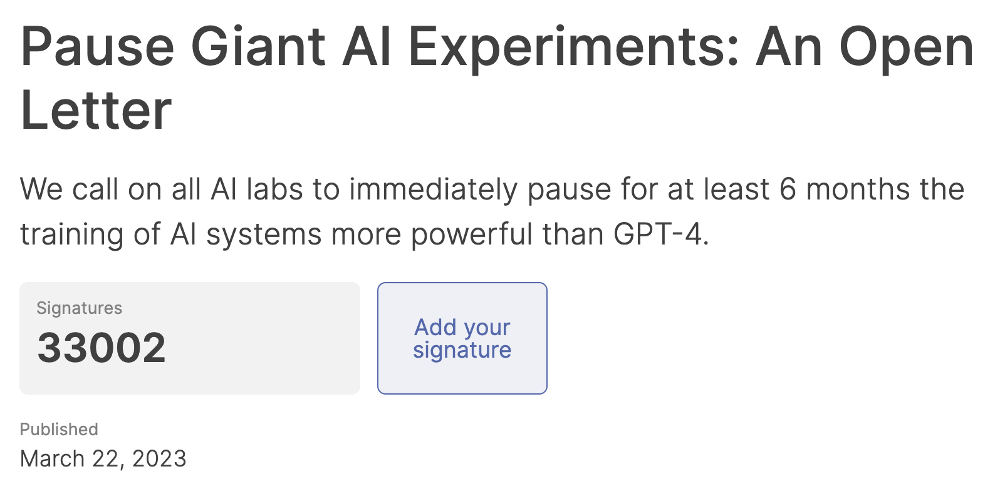 Pause Giant AI Experiments: An Open
Letter
We call on all AI labs to immediately pause for at least 6 months the
training of AI systems more powerful than GPT-4.
Signatures
33002
Add your
signature
Published
March 22, 2023